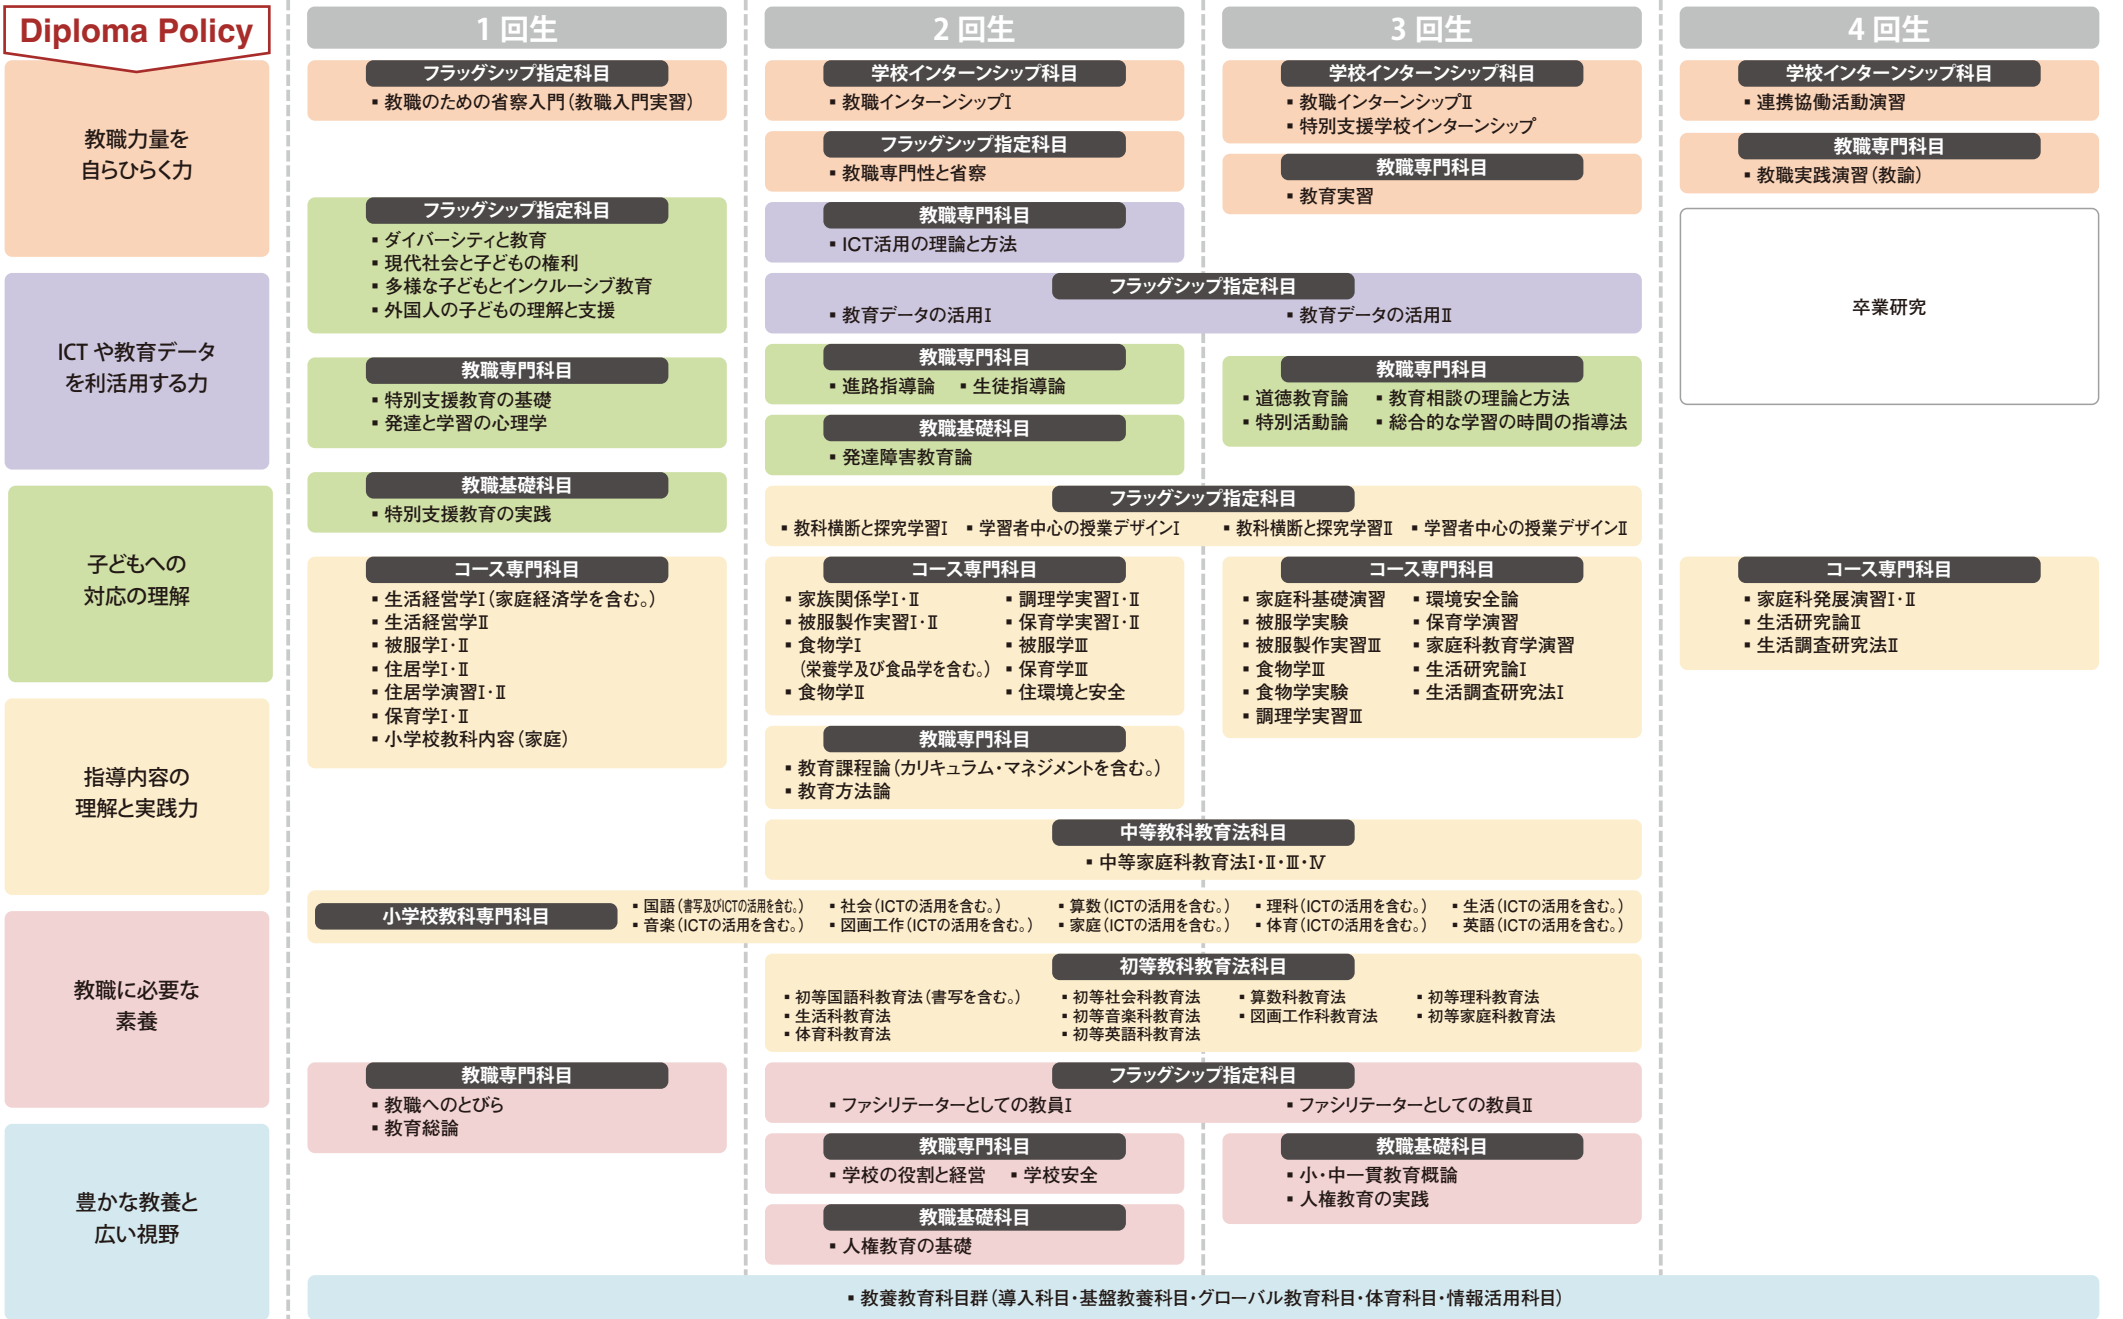 Diploma Policy
1 回生
2 回生
3 回生
4 回生
教職力量を
自らひらく力
ICT や教育データ
を利活用する力
子どもへの
対応の理解
指導内容の
理解と実践力
教職に必要な
素養
豊かな教養と
広い視野
フラッグシップ指定科目
▪ 教職のための省察入門（教職入門実習）
フラッグシップ指定科目
▪ ダイバーシティと教育
▪ 現代社会と子どもの権利
▪ 多様な子どもとインクルーシブ教育
▪ 外国人の子どもの理解と支援
教職専門科目
▪ 特別支援教育の基礎
▪ 発達と学習の心理学
教職基礎科目
▪ 特別支援教育の実践
コース専門科目
▪ 生活経営学Ⅰ（家庭経済学を含む。）
▪ 生活経営学Ⅱ
▪ 被服学Ⅰ・Ⅱ
▪ 住居学Ⅰ・Ⅱ
▪ 住居学演習Ⅰ・Ⅱ
▪ 保育学Ⅰ・Ⅱ
▪ 小学校教科内容（家庭）
学校インターンシップ科目
▪ 教職インターンシップⅠ
フラッグシップ指定科目
▪ 教職専門性と省察
教職専門科目
▪ ICT活用の理論と方法
学校インターンシップ科目
▪ 教職インターンシップⅡ
▪ 特別支援学校インターンシップ
教職専門科目
▪ 教育実習
学校インターンシップ科目
▪ 連携協働活動演習
教職専門科目
▪ 教職実践演習（教諭）
卒業研究
フラッグシップ指定科目
▪ 教育データの活用Ⅰ ▪ 教育データの活用Ⅱ
教職専門科目
▪ 進路指導論 ▪ 生徒指導論
教職基礎科目
▪ 発達障害教育論
教職専門科目
▪ 道徳教育論 ▪ 教育相談の理論と方法
▪ 特別活動論 ▪ 総合的な学習の時間の指導法
フラッグシップ指定科目
▪ 教科横断と探究学習Ⅰ ▪ 学習者中心の授業デザインⅠ ▪ 教科横断と探究学習Ⅱ ▪ 学習者中心の授業デザインⅡ
コース専門科目
▪ 家族関係学Ⅰ・Ⅱ ▪ 調理学実習Ⅰ・Ⅱ
▪ 被服製作実習Ⅰ・Ⅱ ▪ 保育学実習Ⅰ・Ⅱ
▪ 食物学Ⅰ ▪ 被服学Ⅲ
（栄養学及び食品学を含む。） ▪ 保育学Ⅲ
▪ 食物学Ⅱ ▪ 住環境と安全
コース専門科目
▪ 家庭科基礎演習 ▪ 環境安全論
▪ 被服学実験 ▪ 保育学演習
▪ 被服製作実習Ⅲ ▪ 家庭科教育学演習
▪ 食物学Ⅲ ▪ 生活研究論Ⅰ
▪ 食物学実験 ▪ 生活調査研究法Ⅰ
▪ 調理学実習Ⅲ
コース専門科目
▪ 家庭科発展演習Ⅰ・Ⅱ
▪ 生活研究論Ⅱ
▪ 生活調査研究法Ⅱ
教職専門科目
▪ 教育課程論（カリキュラム・マネジメントを含む。）
▪ 教育方法論
中等教科教育法科目
▪ 中等家庭科教育法Ⅰ・Ⅱ・Ⅲ・Ⅳ
小学校教科専門科目
▪ 国語（書写及びICTの活用を含む。） ▪ 社会（ICTの活用を含む。） ▪ 算数（ICTの活用を含む。） ▪ 理科（ICTの活用を含む。） ▪ 生活（ICTの活用を含む。）
▪ 音楽（ICTの活用を含む。） ▪ 図画工作（ICTの活用を含む。） ▪ 家庭（ICTの活用を含む。） ▪ 体育（ICTの活用を含む。） ▪ 英語（ICTの活用を含む。）
初等教科教育法科目
▪ 初等国語科教育法（書写を含む。） ▪ 初等社会科教育法 ▪ 算数科教育法 ▪ 初等理科教育法
▪ 生活科教育法 ▪ 初等音楽科教育法 ▪ 図画工作科教育法 ▪ 初等家庭科教育法
▪ 体育科教育法 ▪ 初等英語科教育法
教職専門科目
▪ 教職へのとびら
▪ 教育総論
フラッグシップ指定科目
▪ ファシリテーターとしての教員Ⅰ ▪ ファシリテーターとしての教員Ⅱ
教職専門科目
▪ 学校の役割と経営 ▪ 学校安全
教職基礎科目
▪ 人権教育の基礎
教職基礎科目
▪ 小・中一貫教育概論
▪ 人権教育の実践
▪ 教養教育科目群（導入科目・基盤教養科目・グローバル教育科目・体育科目・情報活用科目）